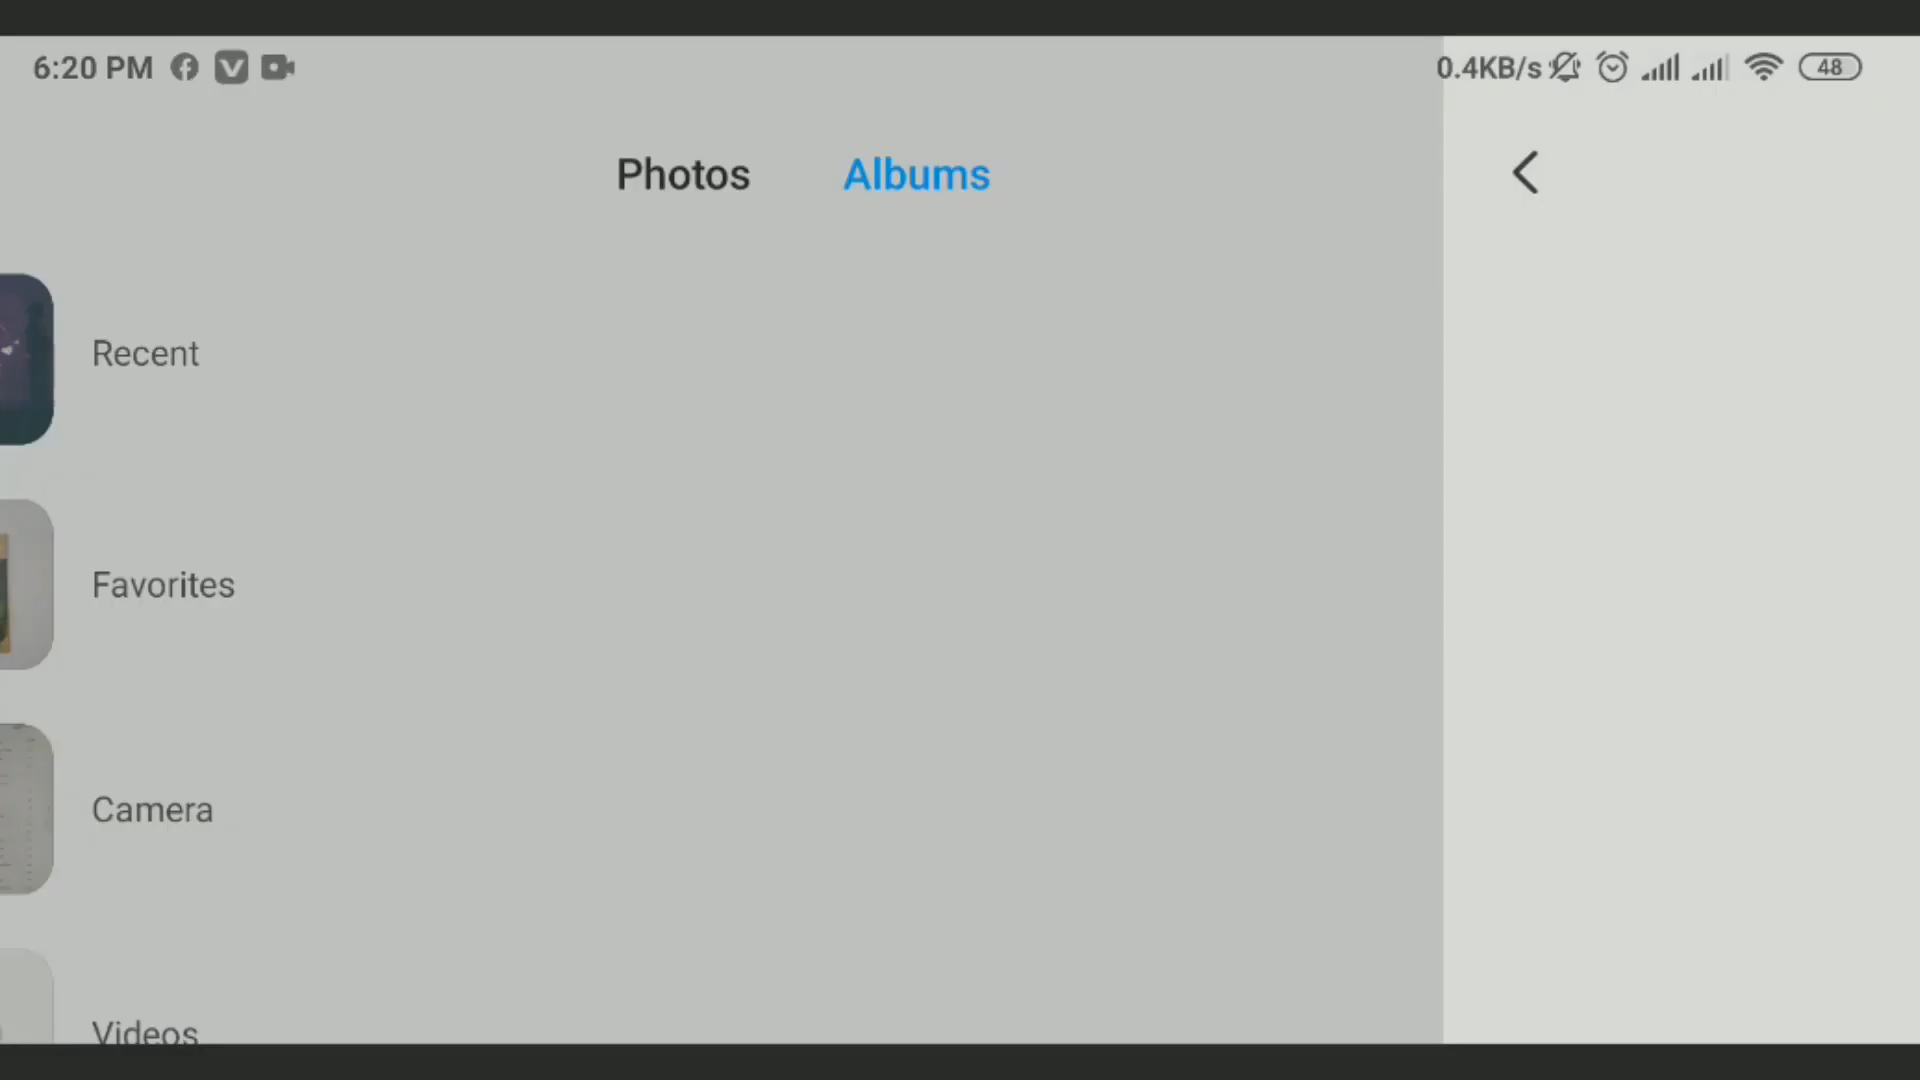 6:20 PM 0.4KB/s 48
Photos Albums
Recent
Favorites
Camera
Videos